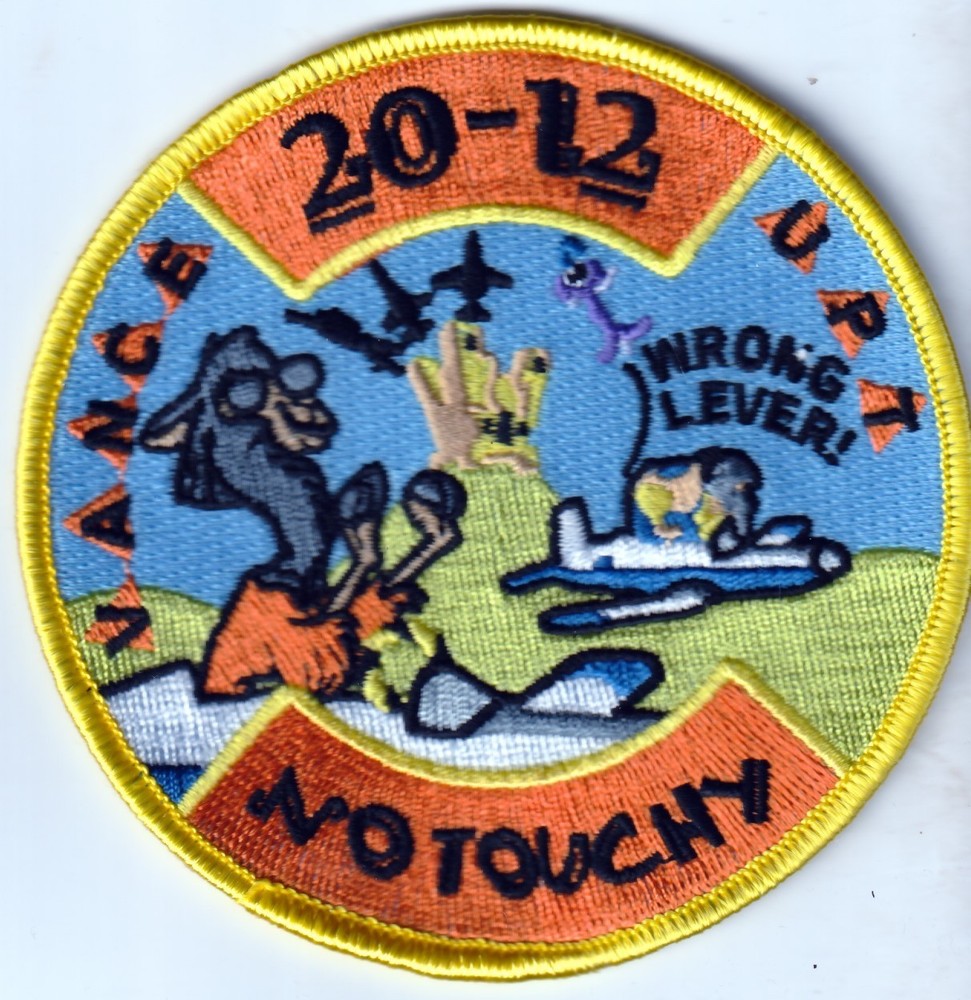 20-12
VANCE
UPT
WRONG
LEVER!
NO TOUCHY